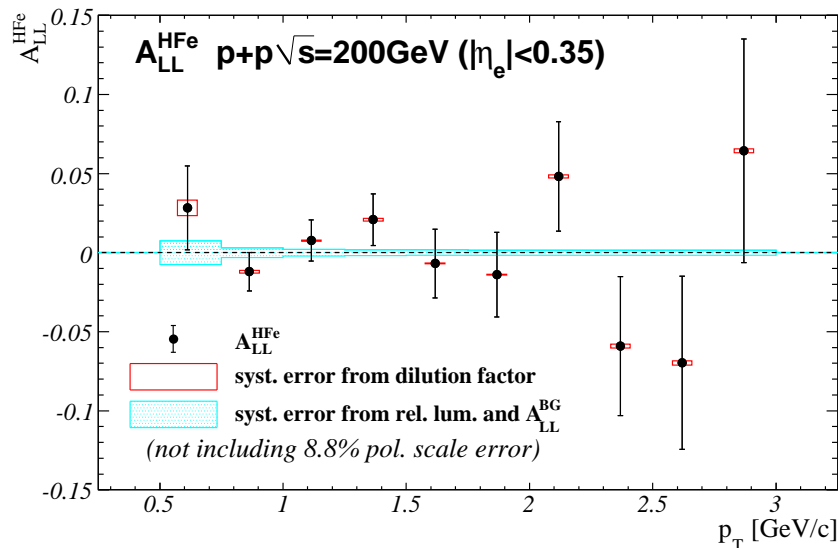 A_LL^HFe
A_LL^HFe p+p √s=200GeV (|η_e|<0.35)
0.15
0.1
0.05
0
-0.05
-0.1
-0.15
A_LL^HFe
syst. error from dilution factor
syst. error from rel. lum. and A_LL^BG
(not including 8.8% pol. scale error)
0.5 1 1.5 2 2.5 3
p_T [GeV/c]